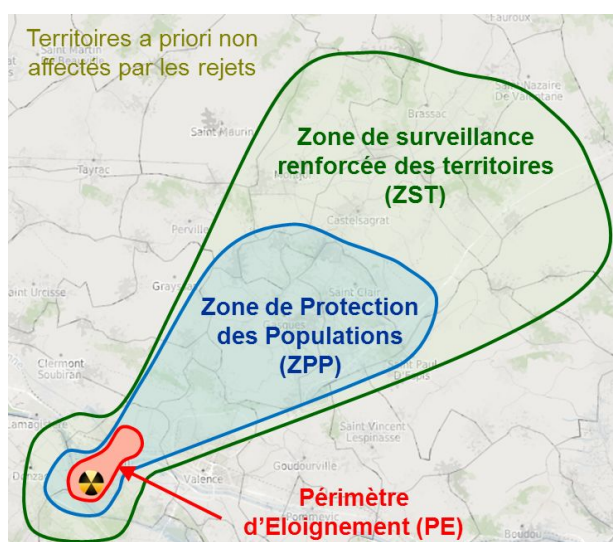 Territoires a priori non
affectés par les rejets
Fauroux
Saint Martin
Saint Nazaire
De Valentane
Brassac
Saint Maurin
Zone de surveillance
renforcée des territoires
(ZST)
Tayrac
Castelsagrat
Perville
Grays
aint Urcisse
Saint Clair
Zone de Protection
des Populations
(ZPP)
Clermont
Soubiran
Saint Paul
D'Espis
Lamagistère
Saint Vincent
Lespinasse
Donzac
Goudourville
Valence
Périmètre
d'Eloignement (PE)
Pommevic
Boudou